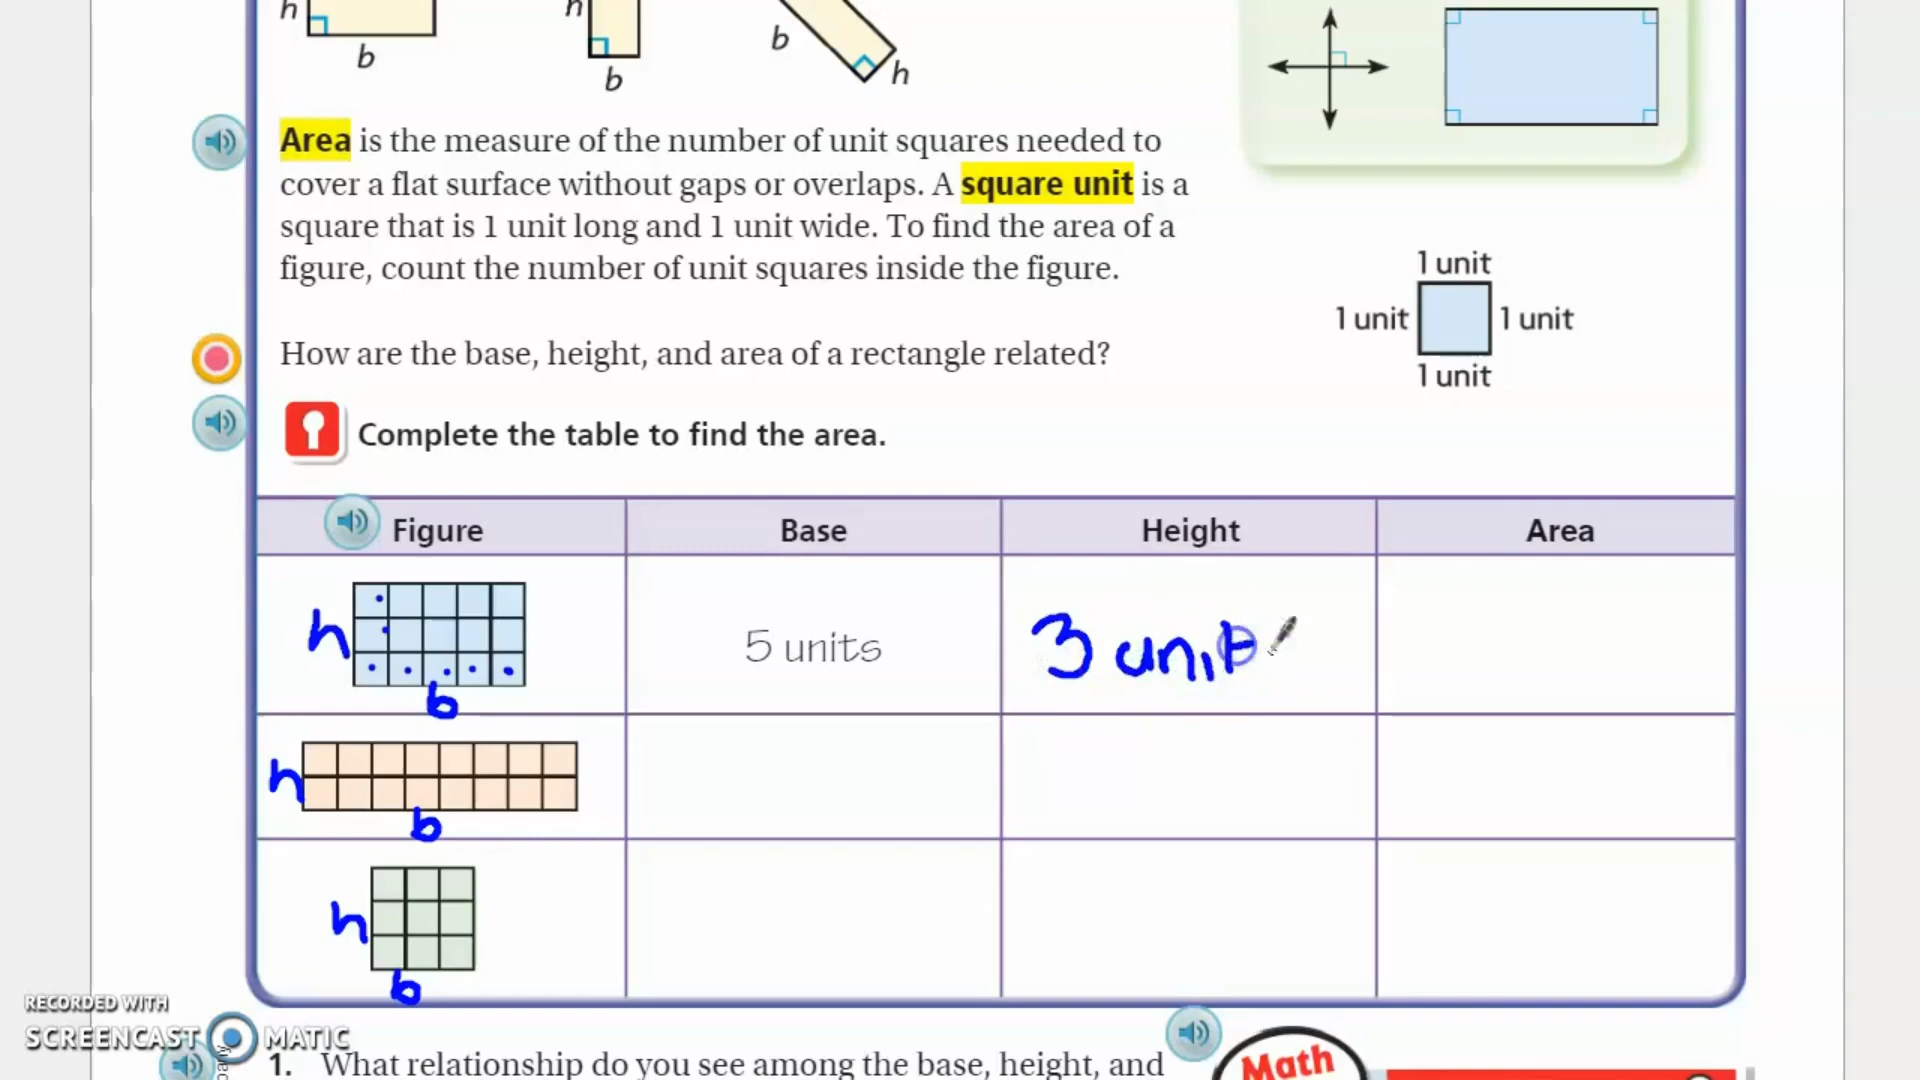 h
b
h
b
b
h
Area is the measure of the number of unit squares needed to
cover a flat surface without gaps or overlaps. A square unit is a
square that is 1 unit long and 1 unit wide. To find the area of a
figure, count the number of unit squares inside the figure.
1 unit
1 unit 1 unit
1 unit
How are the base, height, and area of a rectangle related?
Complete the table to find the area.
Figure Base Height Area
h
b
5 units
3 unit
h
b
h
b
RECORDED WITH
SCREENCAST MATIC
1. What relationship do you see among the base, height, and
Math